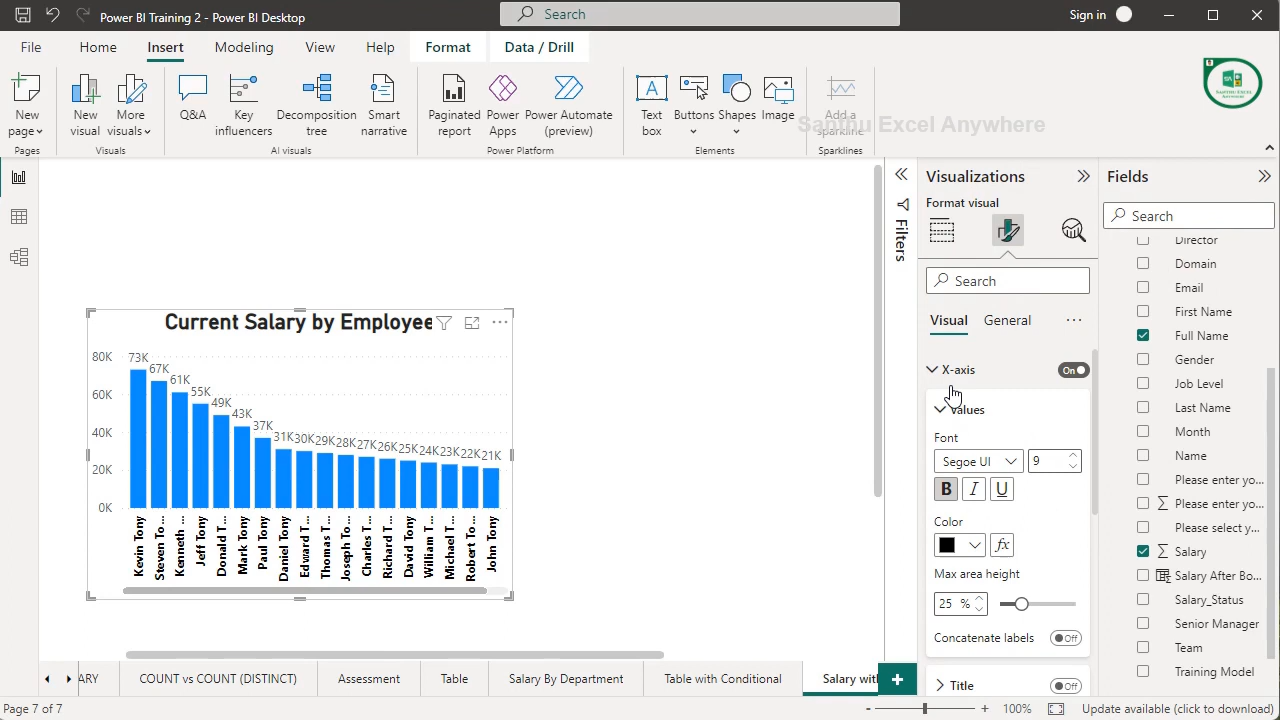 Power BI Training 2 - Power BI Desktop
Search
Sign in
File
Home
Insert
Modeling
View
Help
Format
Data / Drill
New page
New visual
More visuals
Q&A
Key influencers
Decomposition tree
Smart narrative
Paginated report
Power Apps
Power Automate (preview)
Text box
Buttons
Shapes
Image
Add a sparkline
Pages
Visuals
AI visuals
Power Platform
Elements
Sparklines
Santhu Excel Anywhere
SANTHU EXCEL
ANYWHERE
Current Salary by Employee
80K
60K
40K
20K
0K
73K
67K
61K
55K
49K
43K
37K
31K
30K
29K
28K
27K
26K
25K
24K
23K
22K
21K
Kevin Tony
Steven To...
Kenneth ...
Jeff Tony
Donald T...
Mark Tony
Paul Tony
Daniel Tony
Edward T...
Thomas T...
Joseph To...
Charles T...
Richard T...
David Tony
William T...
Michael T...
Robert To...
John Tony
Filters
Visualizations
Format visual
Search
Visual
General
X-axis
On
Values
Font
Segoe UI
9
B
I
U
Color
fx
Max area height
25 %
Concatenate labels
Off
Title
Off
Fields
Search
Director
Domain
Email
First Name
Full Name
Gender
Job Level
Last Name
Month
Name
Please enter yo...
Please enter yo...
Please select y...
Salary
Salary After Bo...
Salary_Status
Senior Manager
Team
Training Model
ARY
COUNT vs COUNT (DISTINCT)
Assessment
Table
Salary By Department
Table with Conditional
Salary with
Page 7 of 7
- + 100%
Update available (click to download)